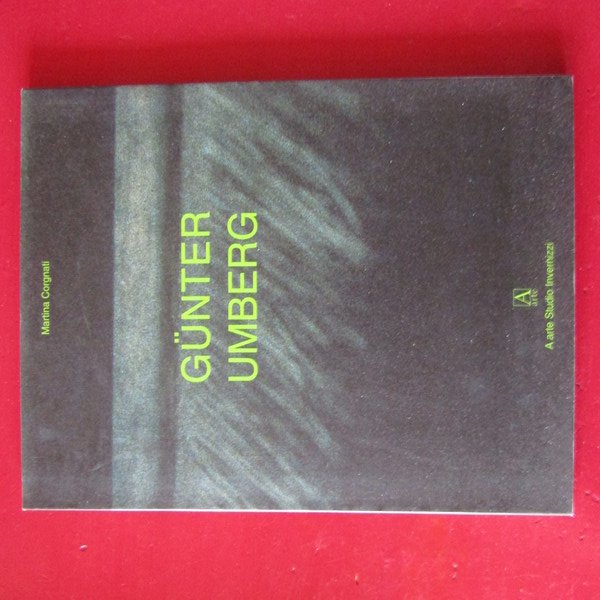 Martina Corgnati
GÜNTER
UMBERG
A
arte
A arte Studio Invernizzi